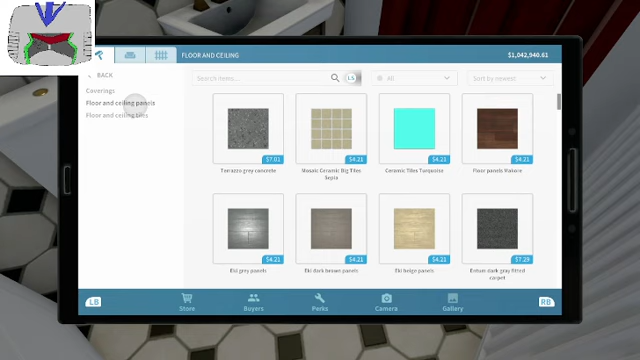 FLOOR AND CEILING
$1,042,940.61
BACK
Search items...
LS
All
Sort by newest
Coverings
Floor and ceiling panels
Floor and ceiling tiles
$7.01
$4.21
$4.21
$4.21
Terrazzo grey concrete
Mosaic Ceramic Big Tiles Sepia
Ceramic Tiles Turquoise
Floor panels Makore
$4.21
$4.21
$4.21
$7.29
Eki grey panels
Eki dark brown panels
Eki beige panels
dark gray fitted carpet
LB
Store
Buyers
Perks
Camera
Gallery
RB